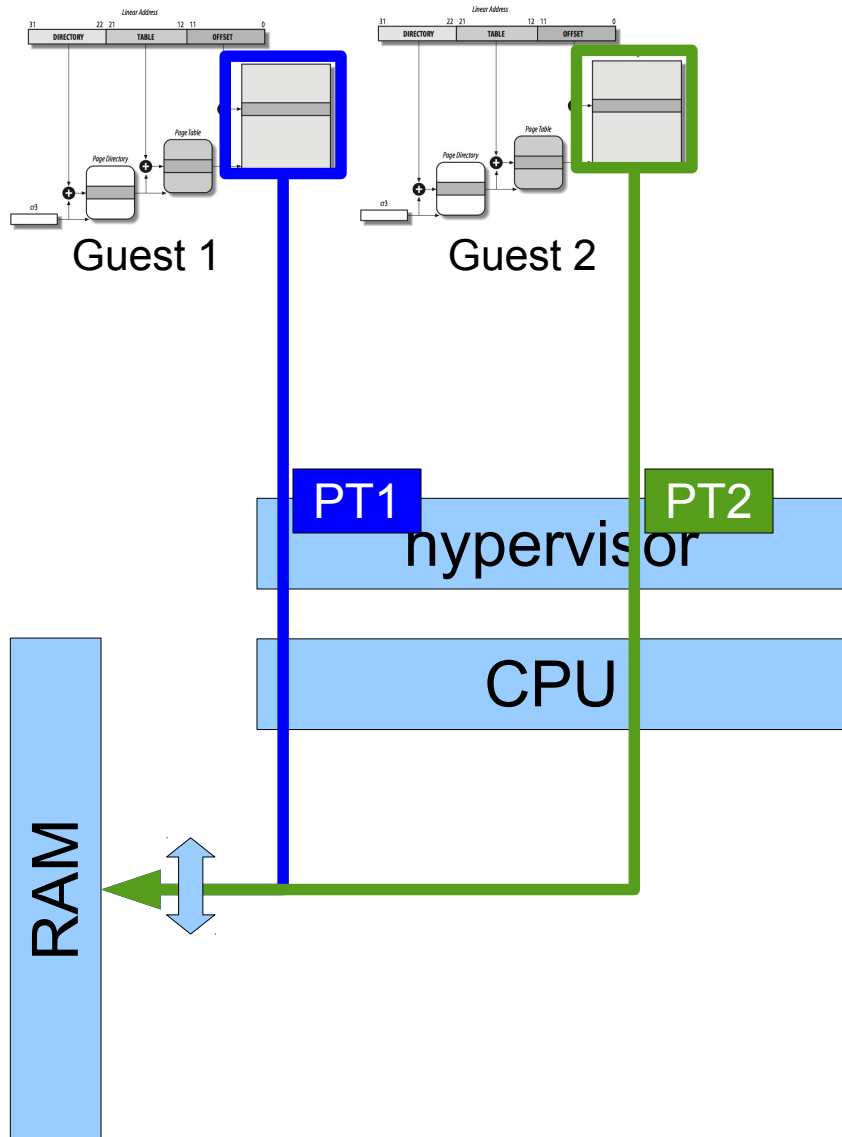 Linear Address
31 22 21 12 11 0
DIRECTORY TABLE OFFSET
Page Table
Page Directory
cr3
Guest 1
Linear Address
31 22 21 12 11 0
DIRECTORY TABLE OFFSET
Page Table
Page Directory
cr3
Guest 2
PT1
PT2
hypervisor
CPU
RAM